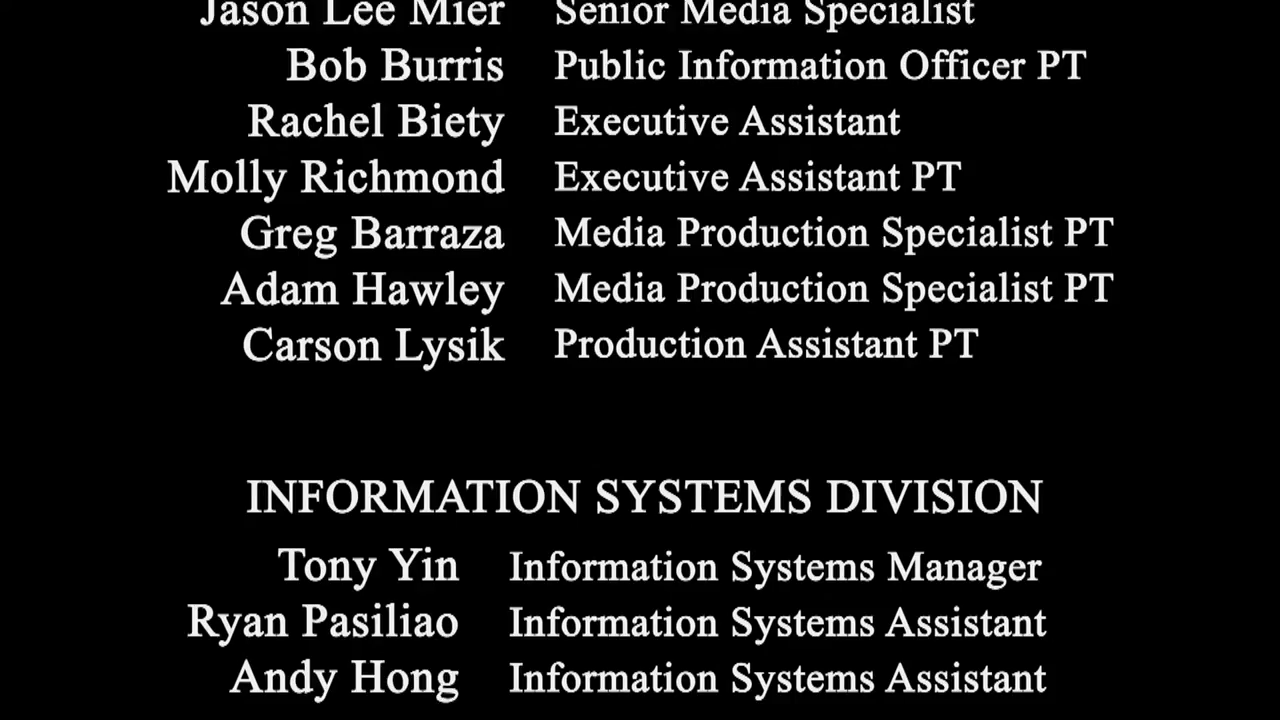 Jason Lee Mier Senior Media Specialist
Bob Burris Public Information Officer PT
Rachel Biety Executive Assistant
Molly Richmond Executive Assistant PT
Greg Barraza Media Production Specialist PT
Adam Hawley Media Production Specialist PT
Carson Lysik Production Assistant PT
INFORMATION SYSTEMS DIVISION
Tony Yin Information Systems Manager
Ryan Pasiliao Information Systems Assistant
Andy Hong Information Systems Assistant